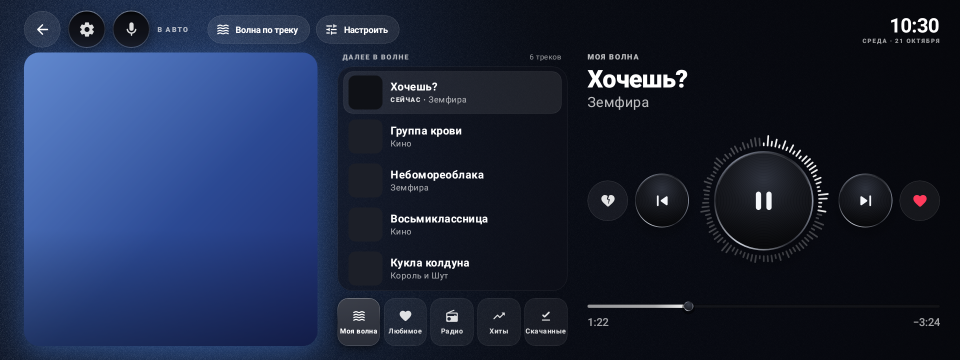 В АВТО
Волна по треку
Настроить
10:30
СРЕДА · 21 ОКТЯБРЯ
ДАЛЕЕ В ВОЛНЕ
6 треков
Хочешь?
СЕЙЧАС · Земфира
Группа крови
Кино
Небомореоблака
Земфира
Восьмиклассница
Кино
Кукла колдуна
Король и Шут
Моя волна
Любимое
Радио
Хиты
Скачанные
МОЯ ВОЛНА
Хочешь?
Земфира
1:22
−3:24